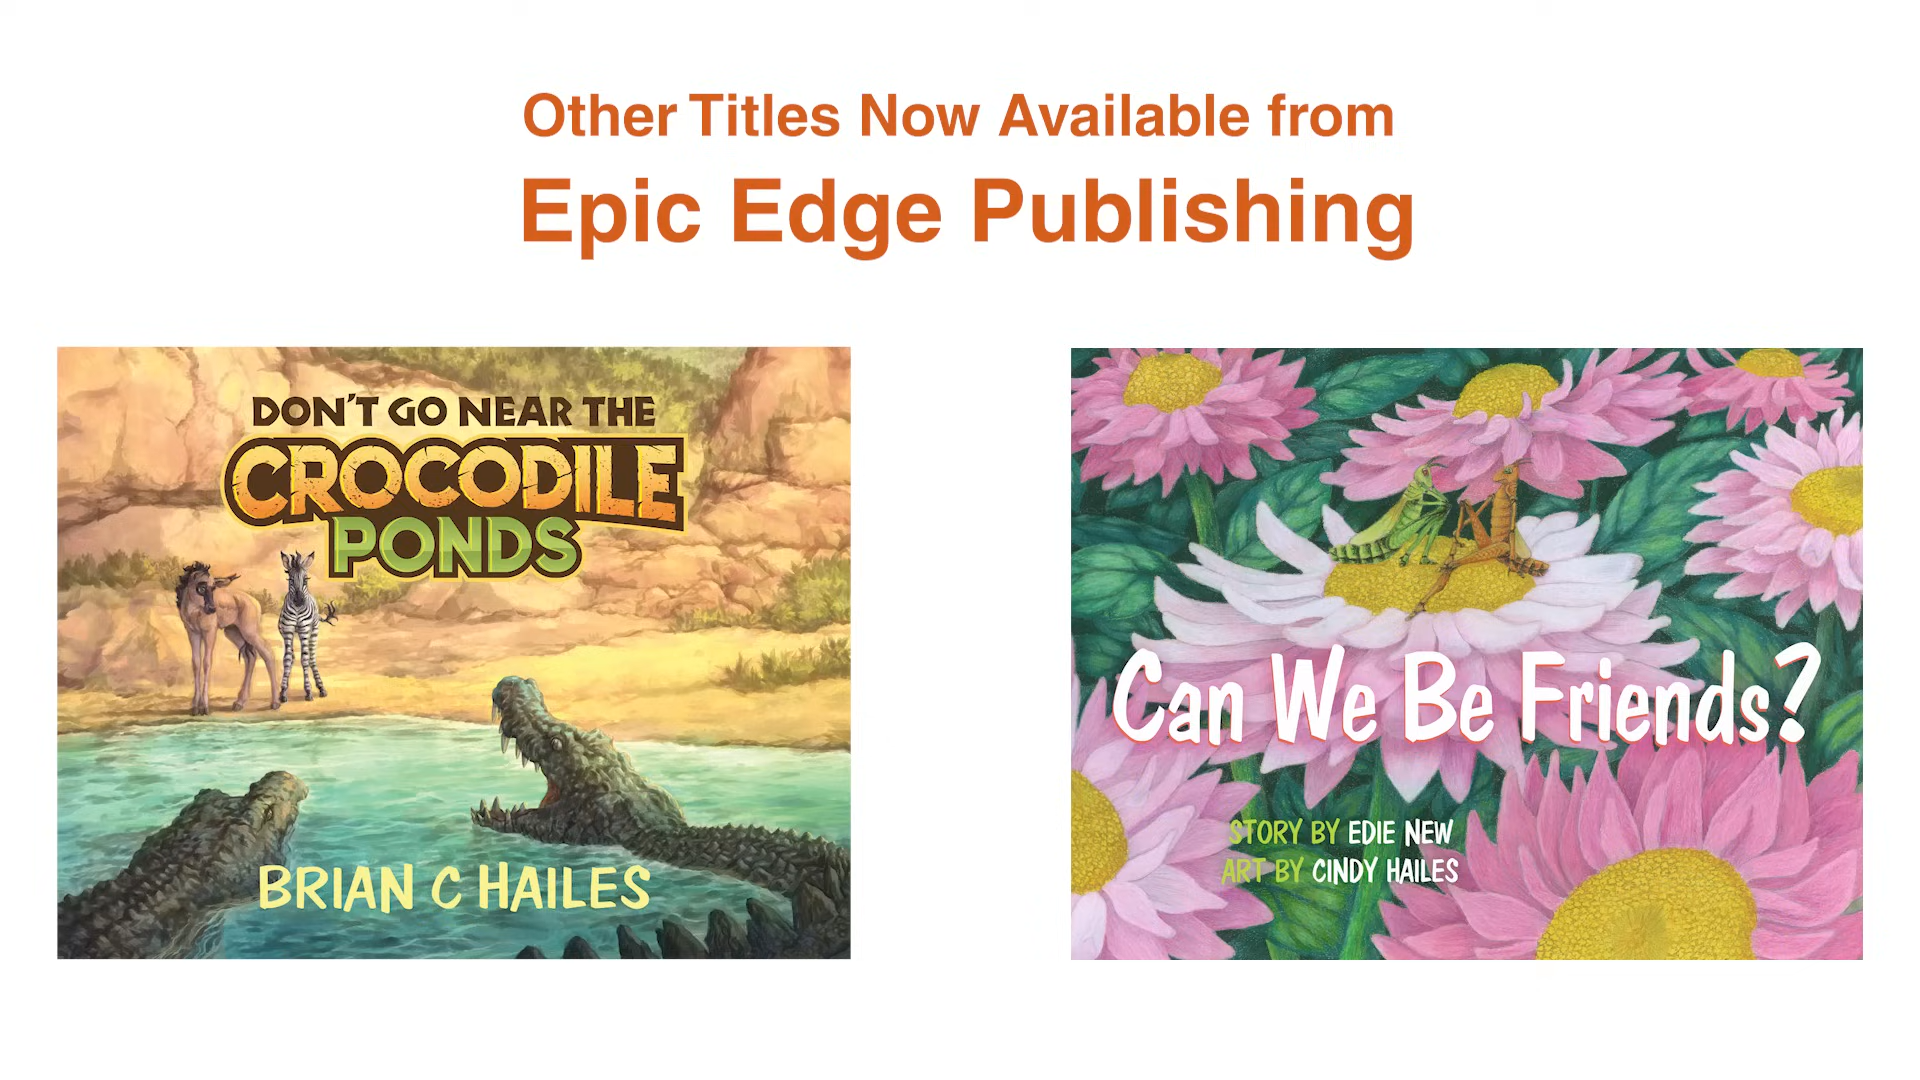 Other Titles Now Available from
Epic Edge Publishing
DON'T GO NEAR THE
CROCODILE
PONDS
BRIAN C HAILES
Can We Be Friends?
STORY BY EDIE NEW
ART BY CINDY HAILES